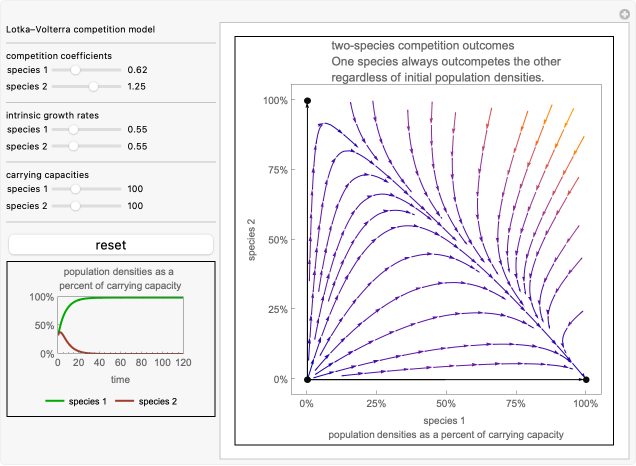 Lotka–Volterra competition model
competition coefficients
species 1 0.62
species 2 1.25
intrinsic growth rates
species 1 0.55
species 2 0.55
carrying capacities
species 1 100
species 2 100
reset
population densities as a
percent of carrying capacity
100%
50%
0%
0 20 40 60 80 100 120
time
species 1 species 2
two-species competition outcomes
One species always outcompetes the other
regardless of initial population densities.
100%
75%
50%
25%
0%
species 2
0% 25% 50% 75% 100%
species 1
population densities as a percent of carrying capacity